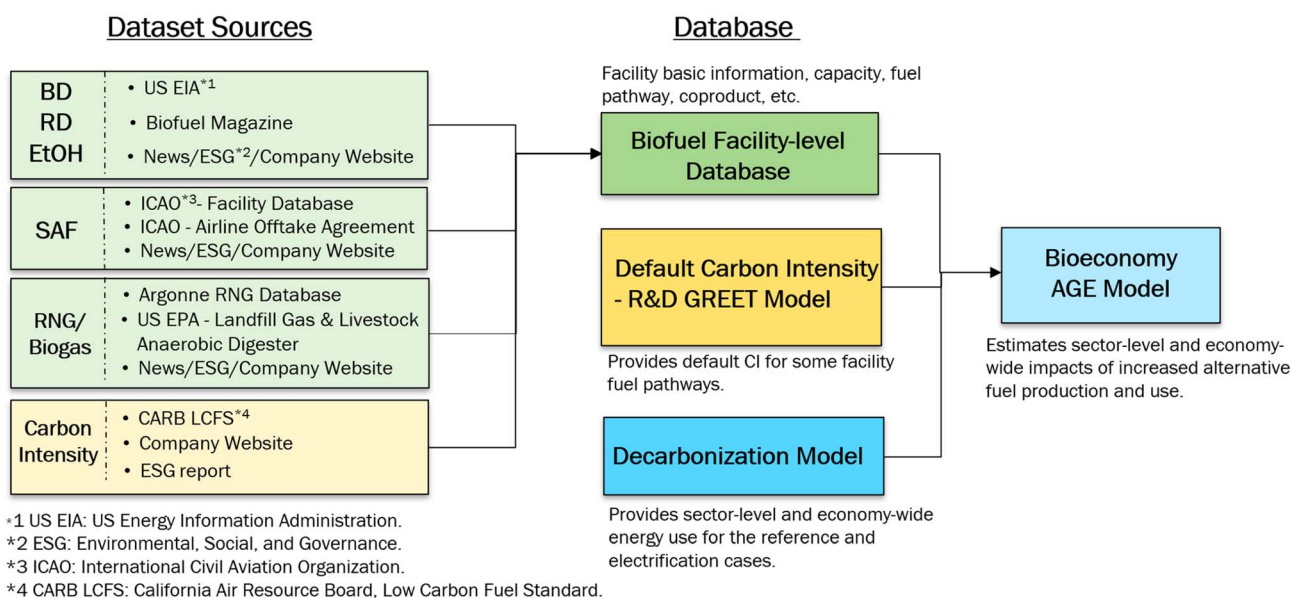 Dataset Sources
BD
RD
EtOH
• US EIA*1
• Biofuel Magazine
• News/ESG*2/Company Website
SAF
• ICAO*3- Facility Database
• ICAO - Airline Offtake Agreement
• News/ESG/Company Website
RNG/
Biogas
• Argonne RNG Database
• US EPA - Landfill Gas & Livestock
Anaerobic Digester
• News/ESG/Company Website
Carbon
Intensity
• CARB LCFS*4
• Company Website
• ESG report
*1 US EIA: US Energy Information Administration.
*2 ESG: Environmental, Social, and Governance.
*3 ICAO: International Civil Aviation Organization.
*4 CARB LCFS: California Air Resource Board, Low Carbon Fuel Standard.
Database
Facility basic information, capacity, fuel
pathway, coproduct, etc.
Biofuel Facility-level
Database
Default Carbon Intensity
- R&D GREET Model
Provides default CI for some facility
fuel pathways.
Decarbonization Model
Provides sector-level and economy-wide
energy use for the reference and
electrification cases.
Bioeconomy
AGE Model
Estimates sector-level and economy-
wide impacts of increased alternative
fuel production and use.